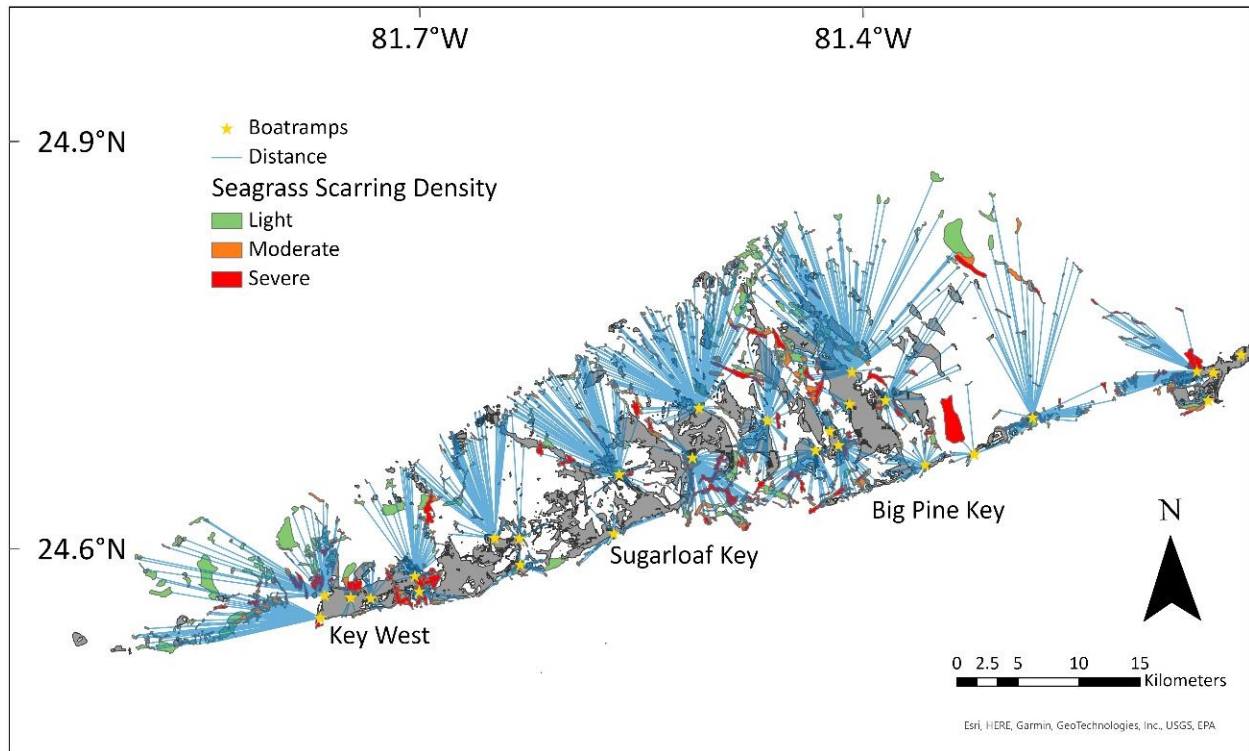 81.7°W
81.4°W
24.9°N
Boatramps
Distance
Seagrass Scarring Density
Light
Moderate
Severe
24.6°N
Big Pine Key
Sugarloaf Key
Key West
N
0 2.5 5 10 15
Kilometers
Esri, HERE, Garmin, GeoTechnologies, Inc., USGS, EPA